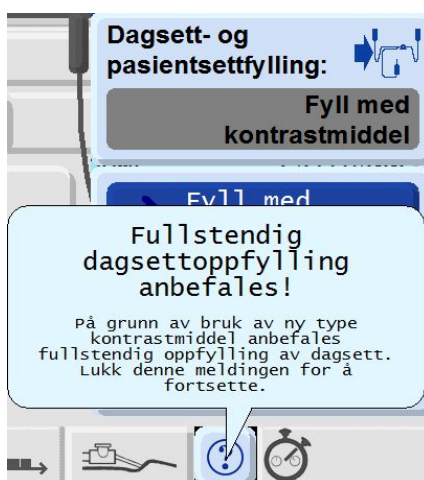 Dagsett- og
pasientsettfylling:
Fyll med
kontrastmiddel
Fyll med
Fullstendig
dagsettoppfylling
anbefales!
På grunn av bruk av ny type
kontrastmiddel anbefales
fullstendig oppfylling av dagsett.
Lukk denne meldingen for å
fortsette.
?